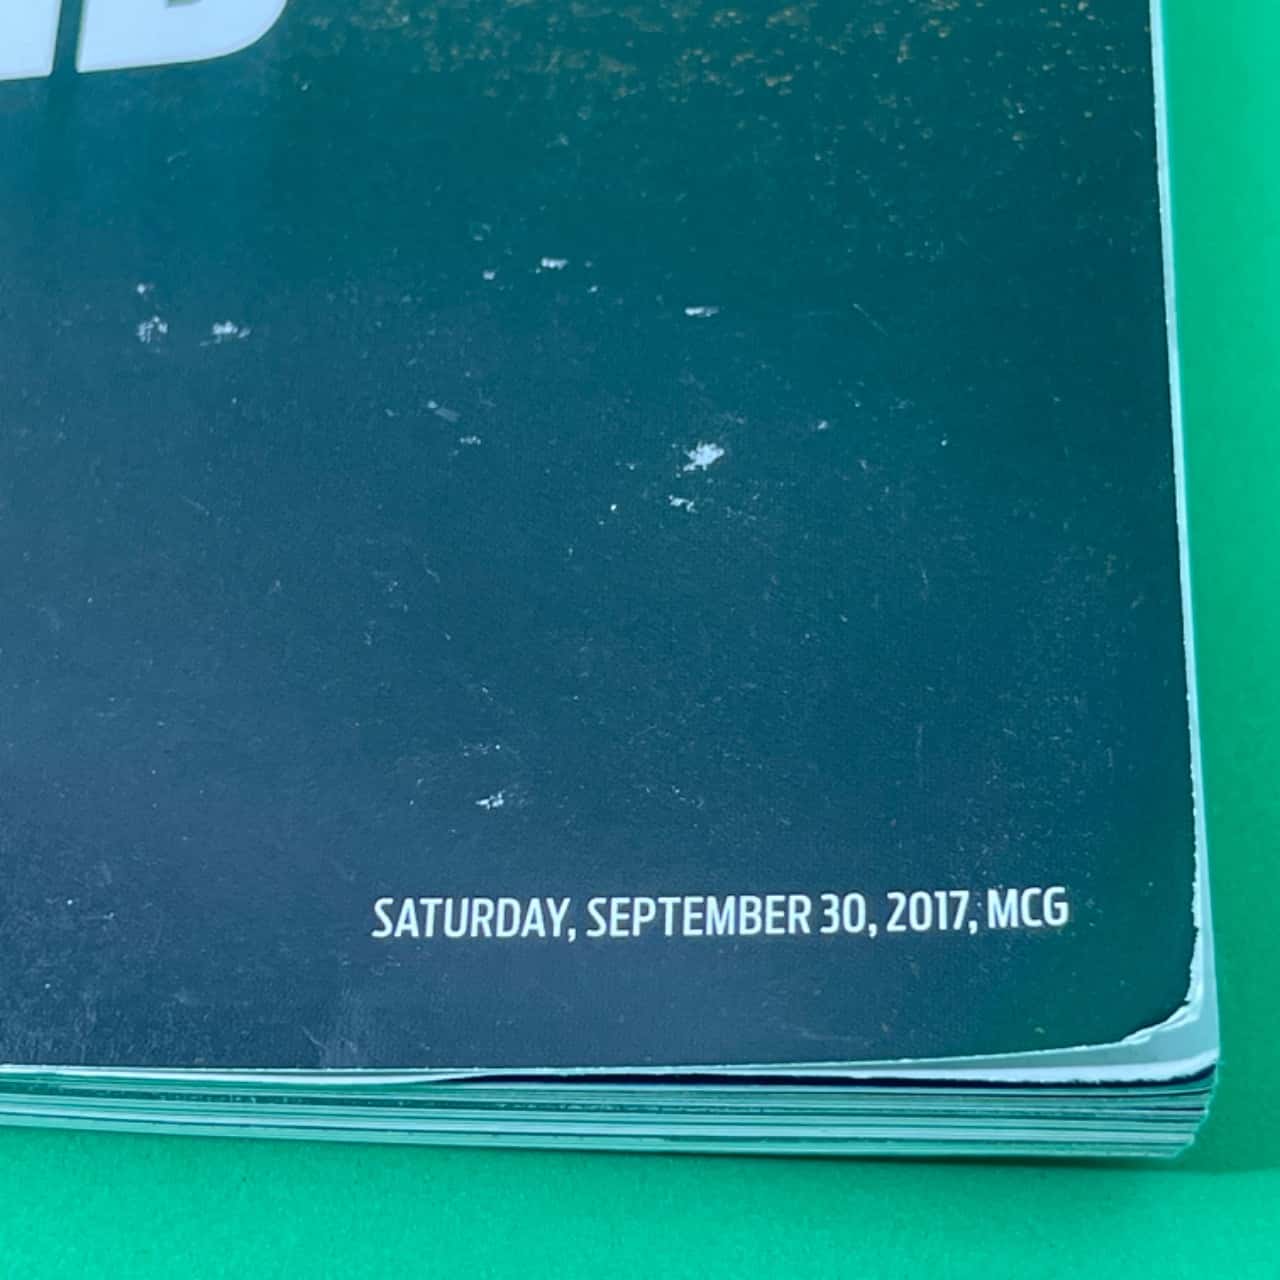 SATURDAY, SEPTEMBER 30, 2017, MCG